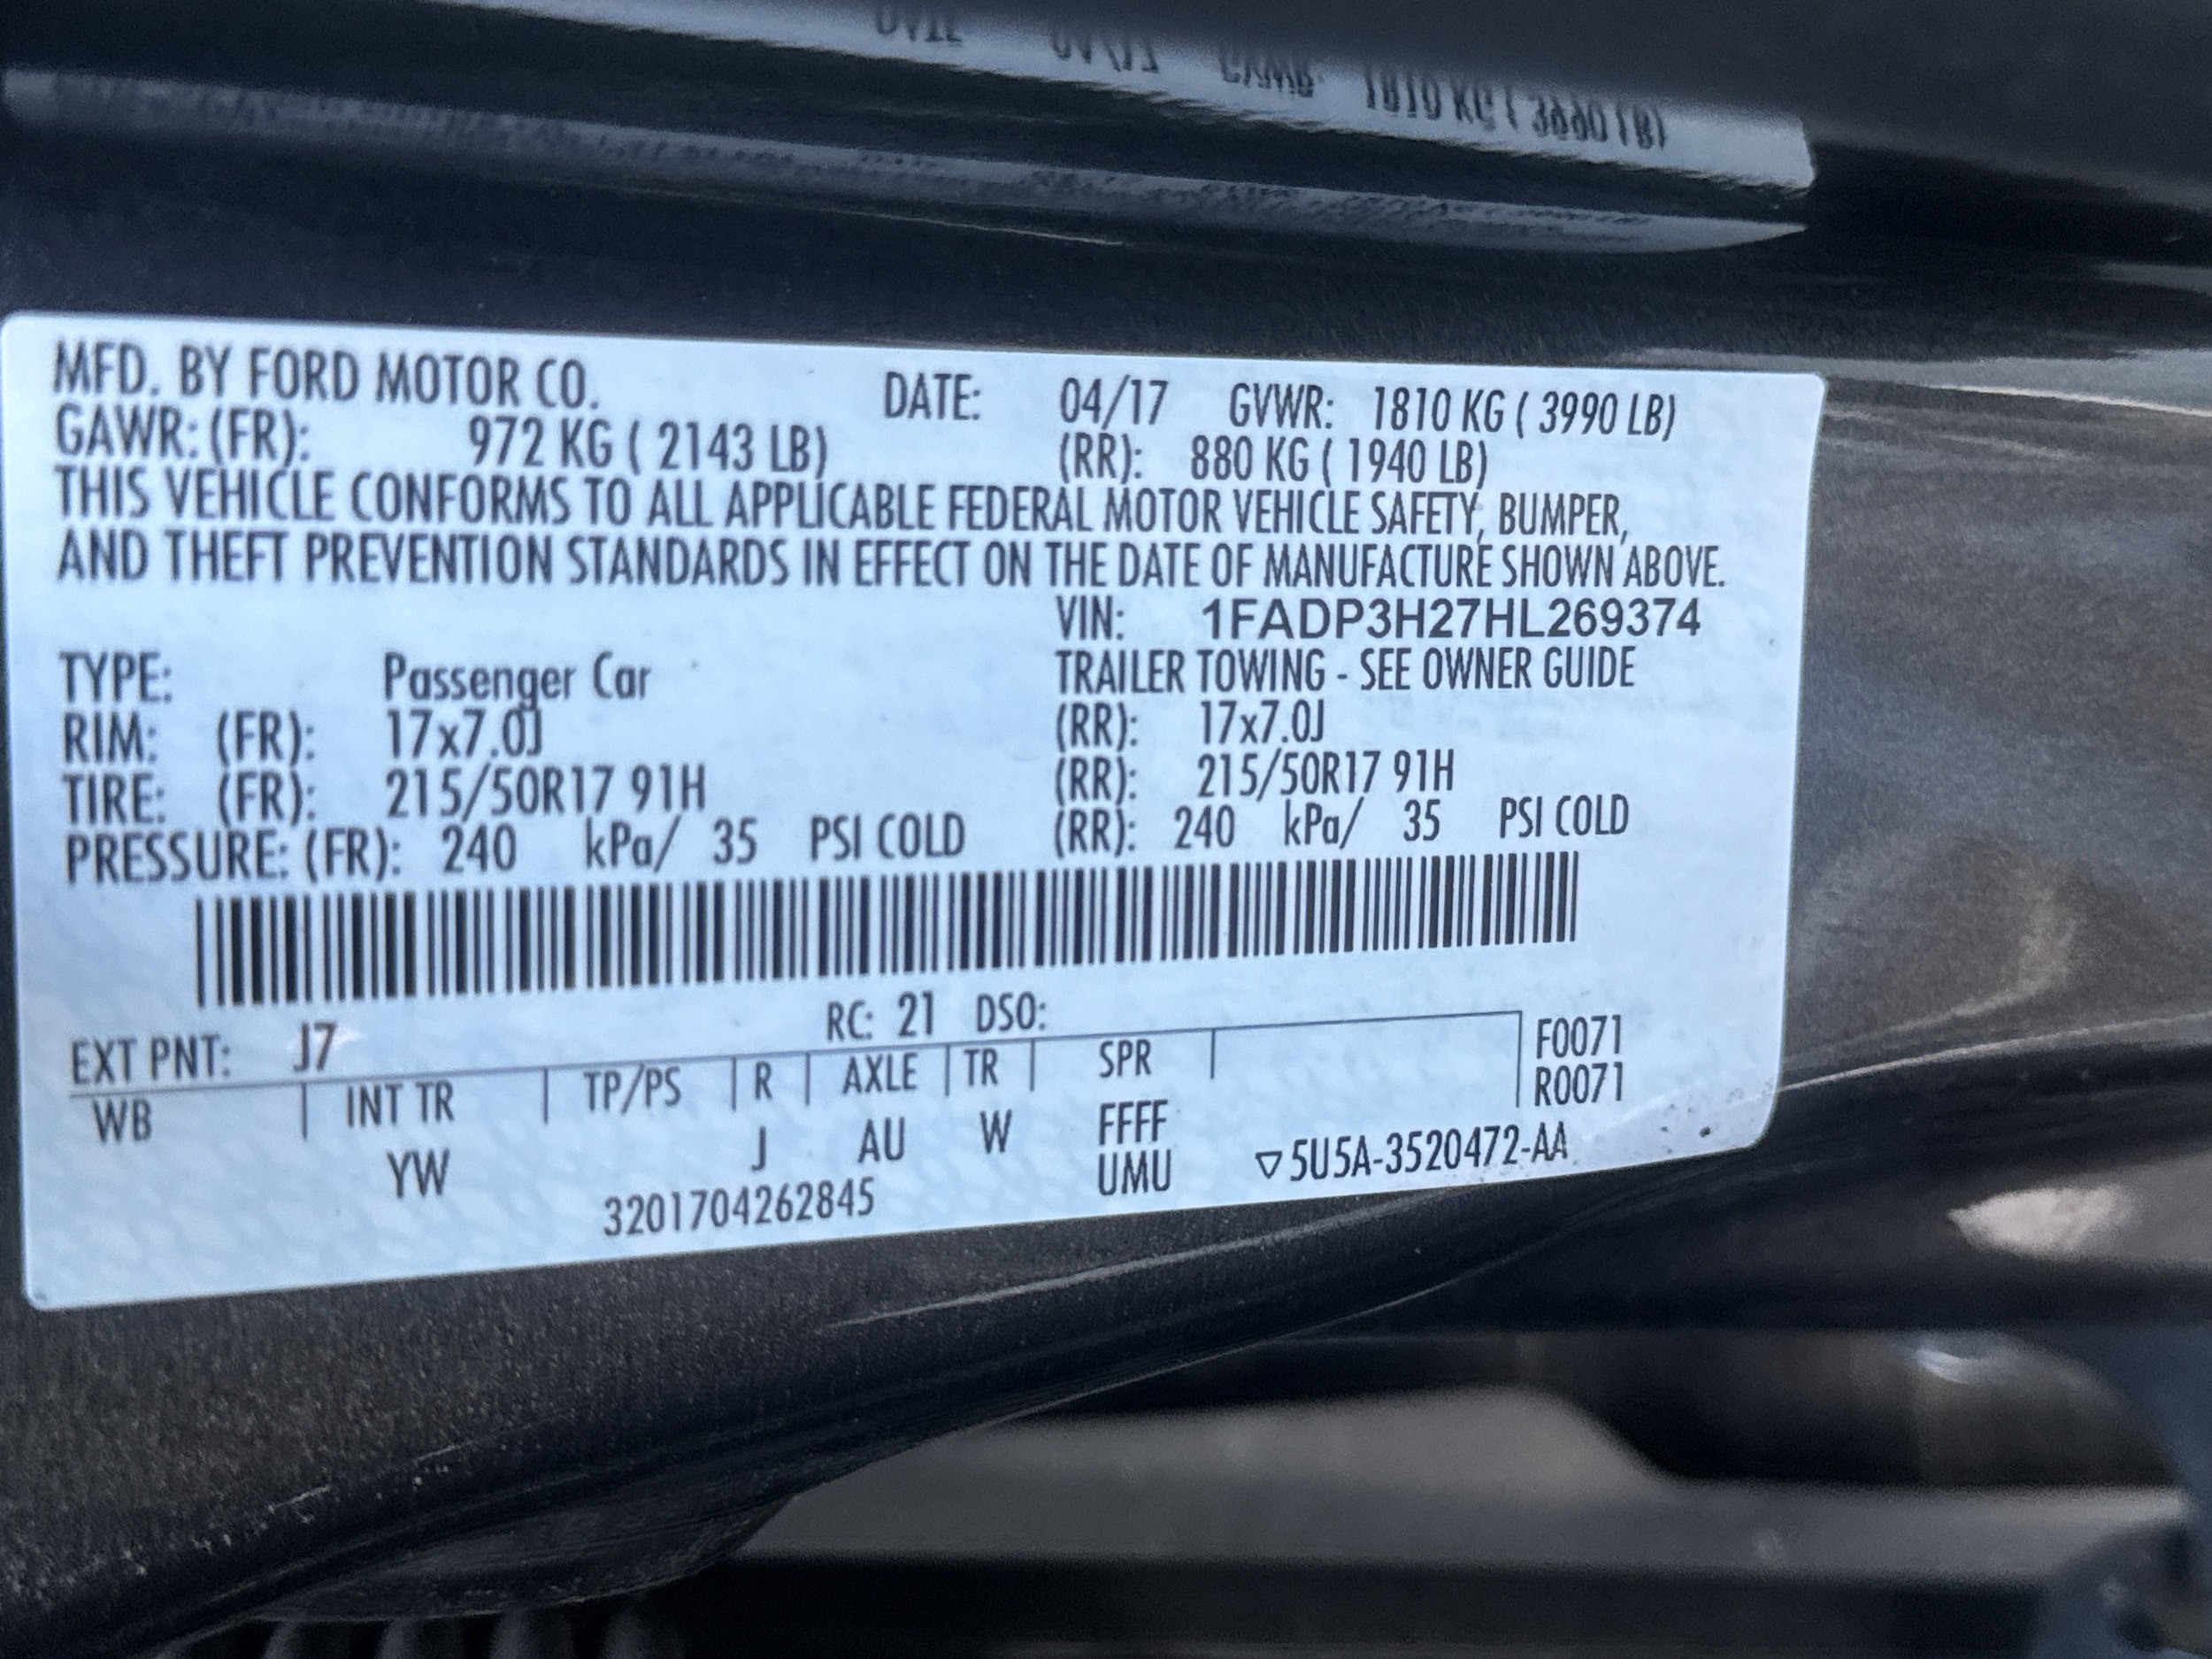 MFD. BY FORD MOTOR CO. DATE: 04/17 GVWR: 1810 KG ( 3990 LB)
GAWR: (FR): 972 KG ( 2143 LB) (RR): 880 KG ( 1940 LB)
THIS VEHICLE CONFORMS TO ALL APPLICABLE FEDERAL MOTOR VEHICLE SAFETY, BUMPER,
AND THEFT PREVENTION STANDARDS IN EFFECT ON THE DATE OF MANUFACTURE SHOWN ABOVE.
VIN: 1FADP3H27HL269374
TYPE: Passenger Car TRAILER TOWING - SEE OWNER GUIDE
RIM: (FR): 17x7.0J (RR): 17x7.0J
TIRE: (FR): 215/50R17 91H (RR): 215/50R17 91H
PRESSURE: (FR): 240 kPa/ 35 PSI COLD (RR): 240 kPa/ 35 PSI COLD
EXT PNT: J7 RC: 21 DSO: F0071
WB INT TR TP/PS R AXLE TR SPR R0071
YW J AU W FFFF
UMU ▽5U5A-3520472-AA
3201704262845